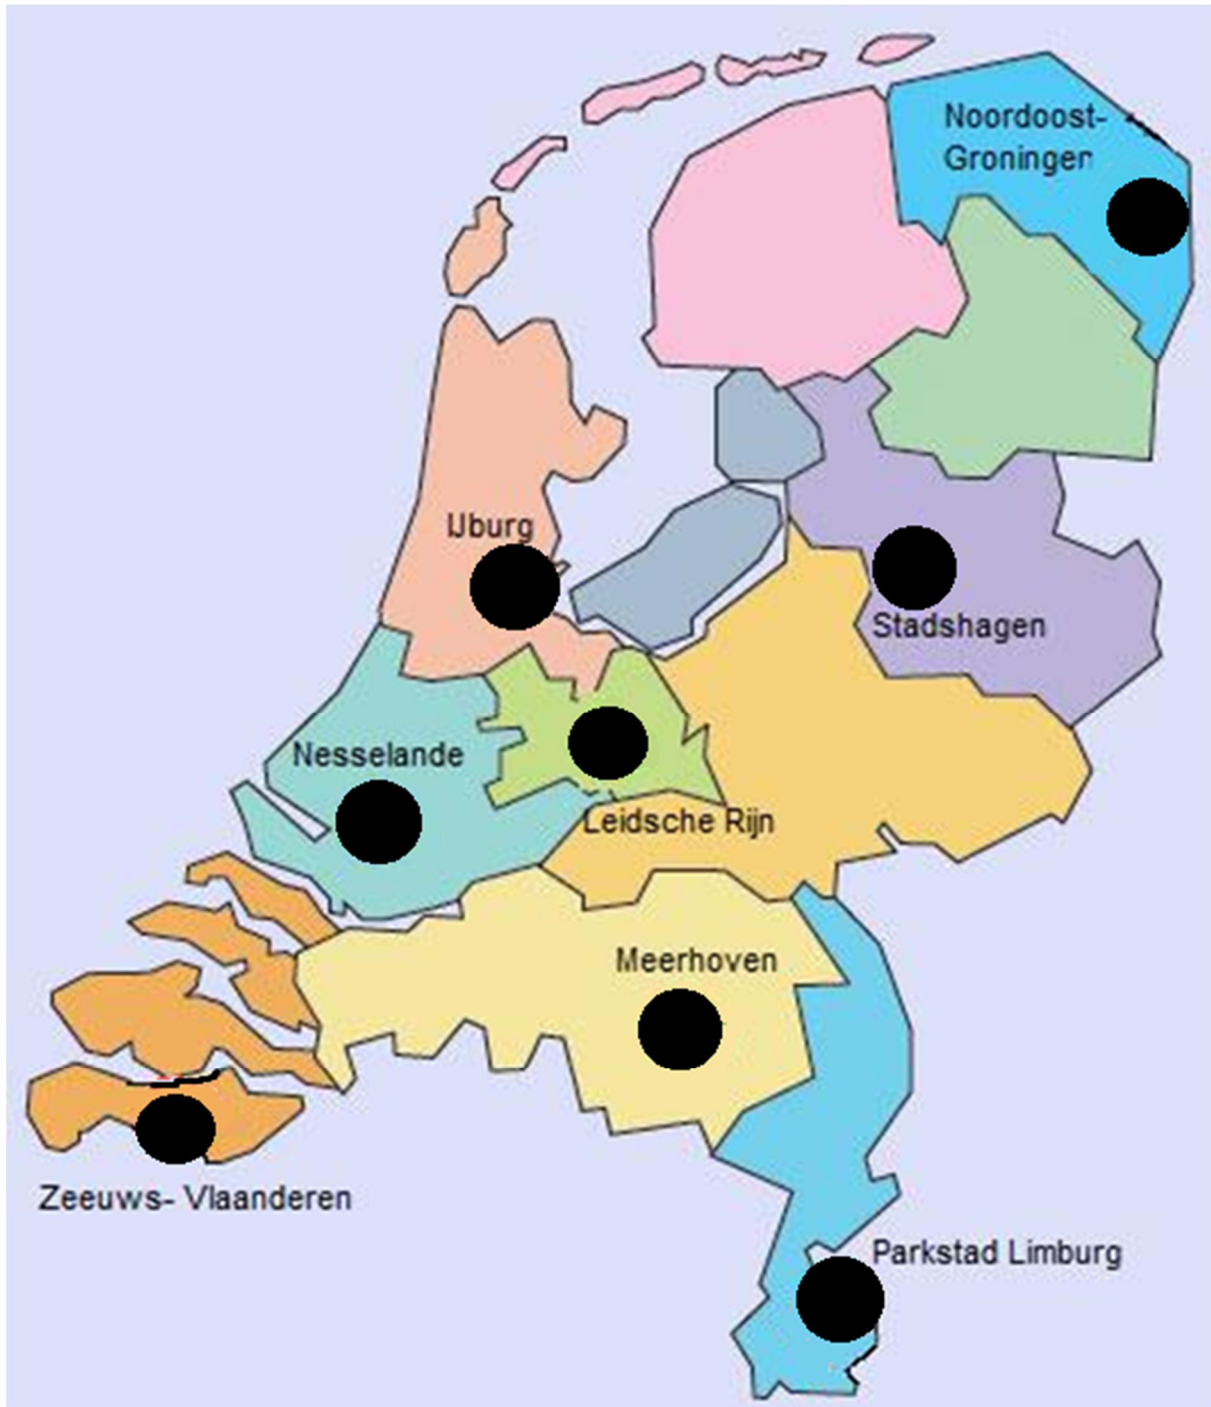 Noordoost-
Groningen
IJburg
Stadshagen
Nesselande
Leidsche Rijn
Meerhoven
Zeeuws- Vlaanderen
Parkstad Limburg